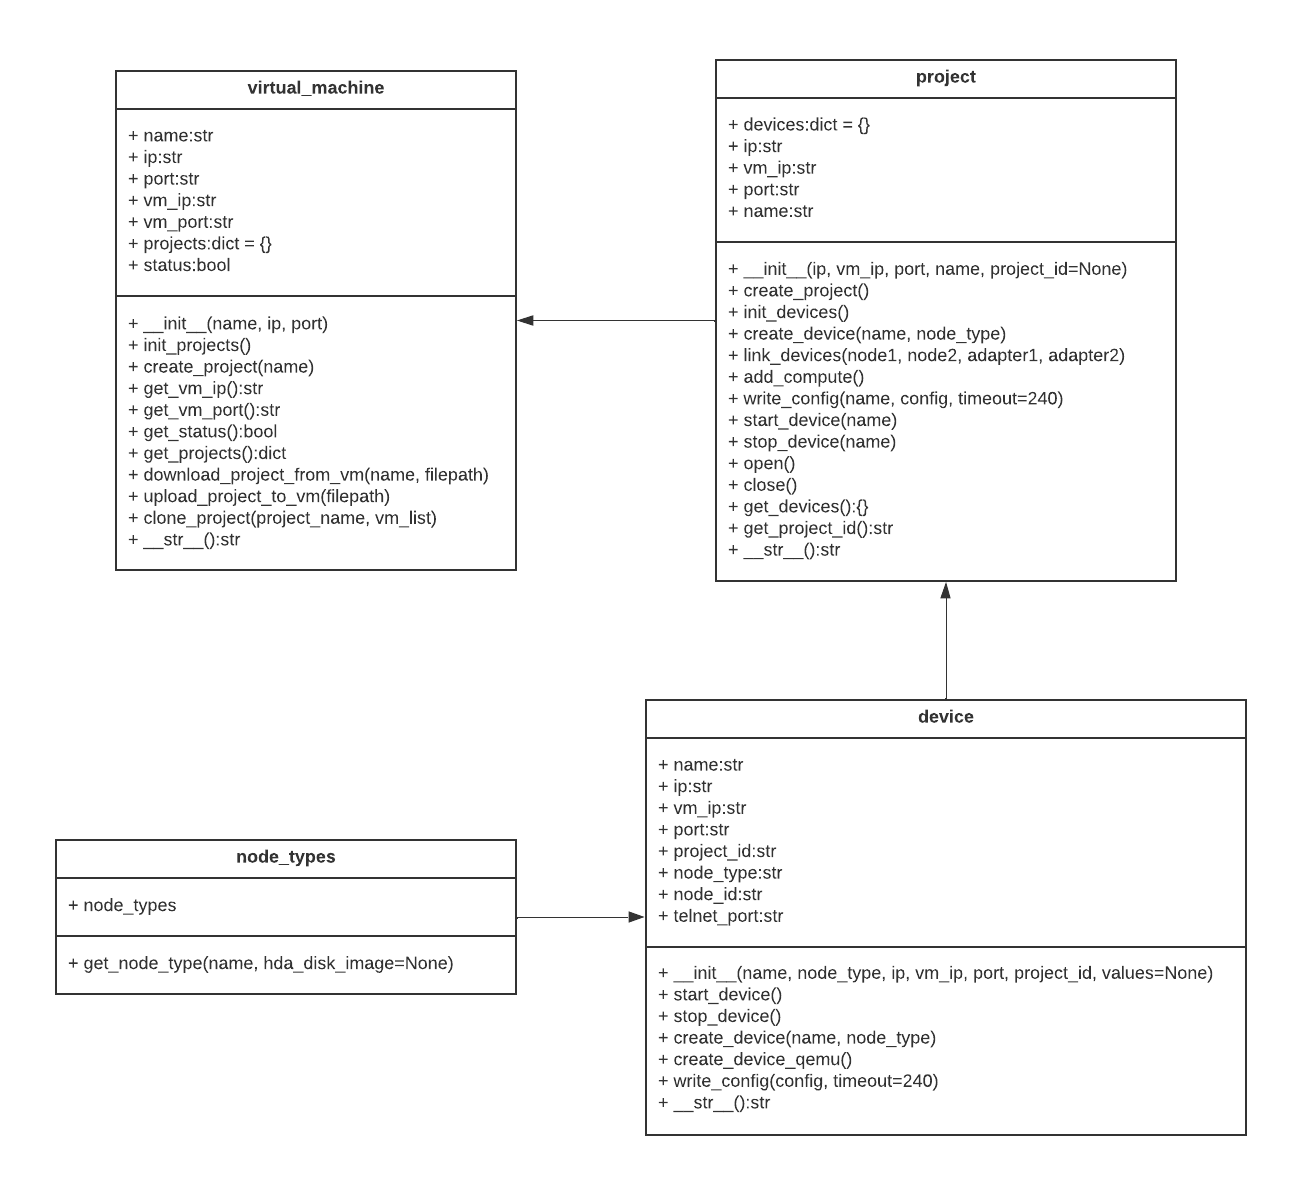 virtual_machine
+ name:str
+ ip:str
+ port:str
+ vm_ip:str
+ vm_port:str
+ projects:dict = {}
+ status:bool
+ __init__(name, ip, port)
+ init_projects()
+ create_project(name)
+ get_vm_ip():str
+ get_vm_port():str
+ get_status():bool
+ get_projects():dict
+ download_project_from_vm(name, filepath)
+ upload_project_to_vm(filepath)
+ clone_project(project_name, vm_list)
+ __str__():str
project
+ devices:dict = {}
+ ip:str
+ vm_ip:str
+ port:str
+ name:str
+ __init__(ip, vm_ip, port, name, project_id=None)
+ create_project()
+ init_devices()
+ create_device(name, node_type)
+ link_devices(node1, node2, adapter1, adapter2)
+ add_compute()
+ write_config(name, config, timeout=240)
+ start_device(name)
+ stop_device(name)
+ open()
+ close()
+ get_devices():{}
+ get_project_id():str
+ __str__():str
node_types
+ node_types
+ get_node_type(name, hda_disk_image=None)
device
+ name:str
+ ip:str
+ vm_ip:str
+ port:str
+ project_id:str
+ node_type:str
+ node_id:str
+ telnet_port:str
+ __init__(name, node_type, ip, vm_ip, port, project_id, values=None)
+ start_device()
+ stop_device()
+ create_device(name, node_type)
+ create_device_qemu()
+ write_config(config, timeout=240)
+ __str__():str